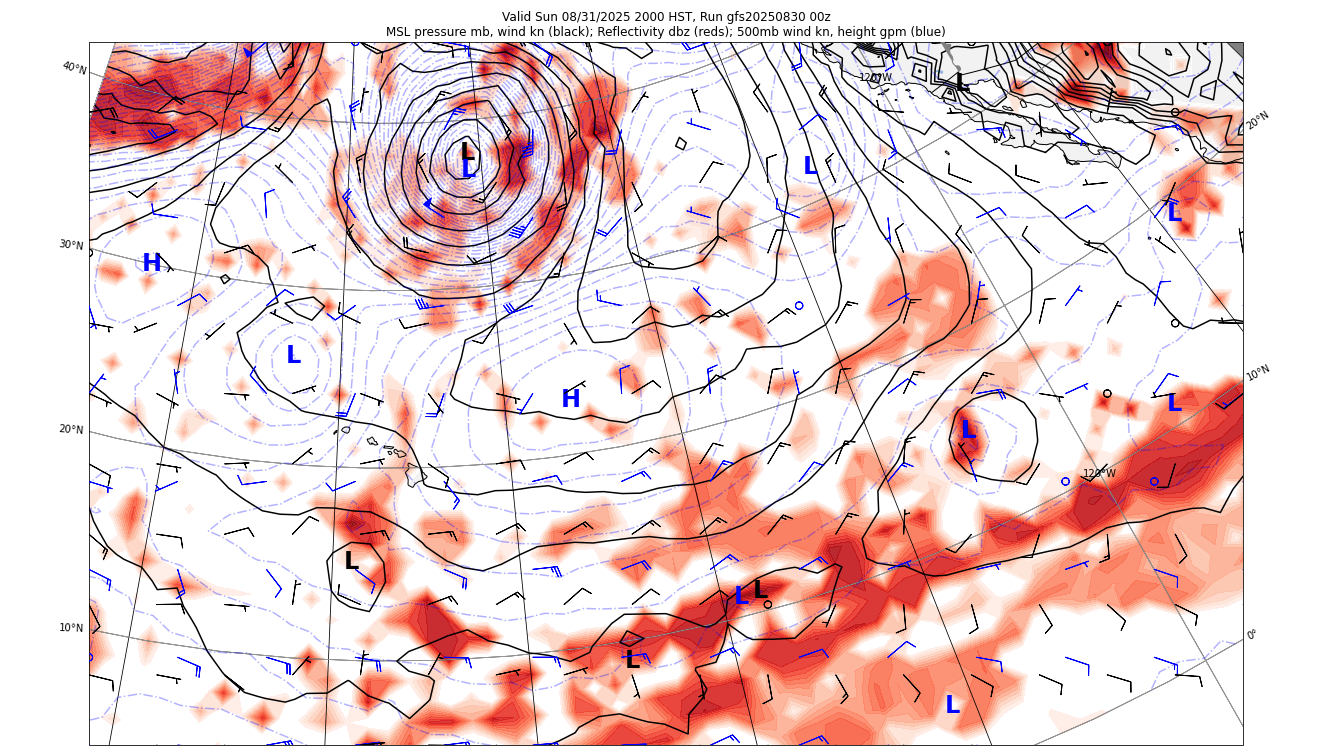 Valid Sun 08/31/2025 2000 HST, Run gfs20250830 00z
MSL pressure mb, wind kn (black); Reflectivity dbz (reds); 500mb wind kn, height gpm (blue)
40°N
120°W
L
20°N
L
L
L
L
30°N
H
L
10°N
H
L
L
20°N
120°W
L
L
L
10°N
0°
L
L